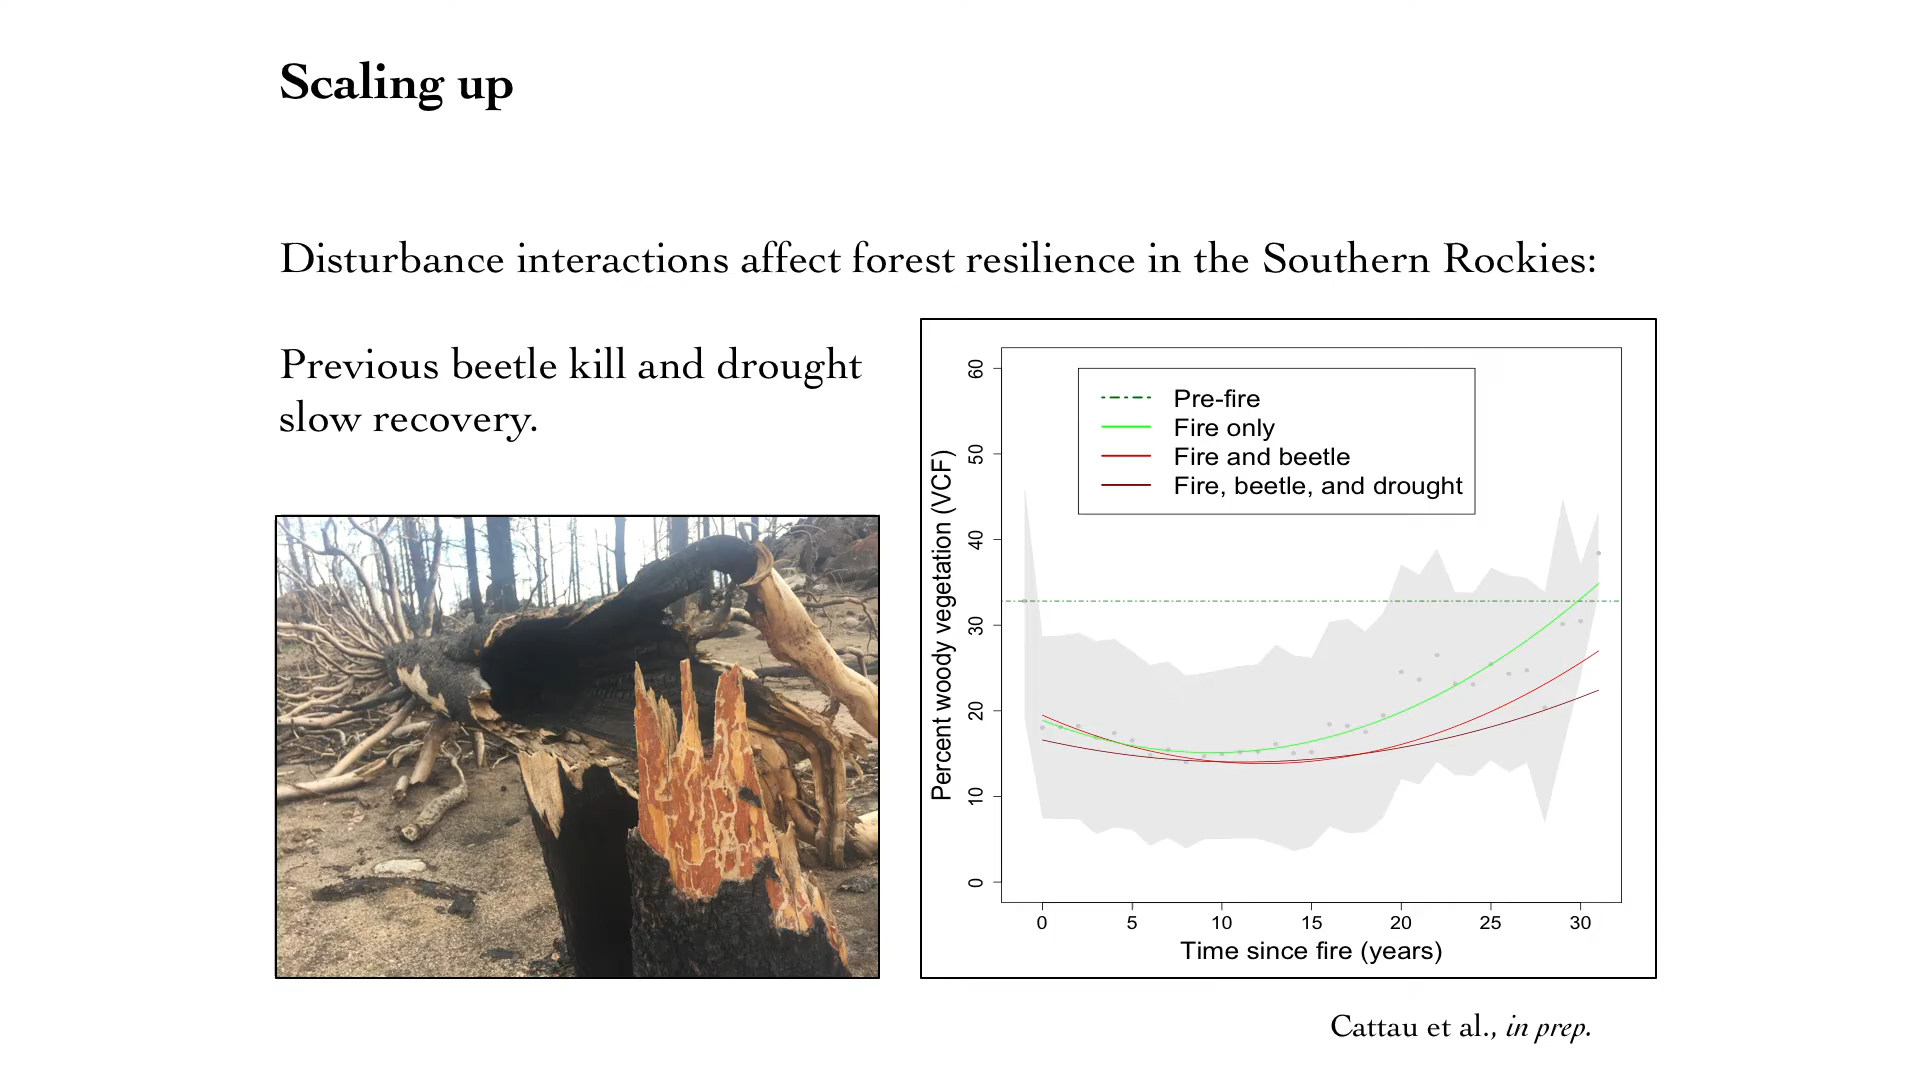 Scaling up
Disturbance interactions affect forest resilience in the Southern Rockies:
Previous beetle kill and drought
slow recovery.
Percent woody vegetation (VCF)
60
50
40
30
20
10
0
Pre-fire
Fire only
Fire and beetle
Fire, beetle, and drought
0 5 10 15 20 25 30
Time since fire (years)
Cattau et al., in prep.